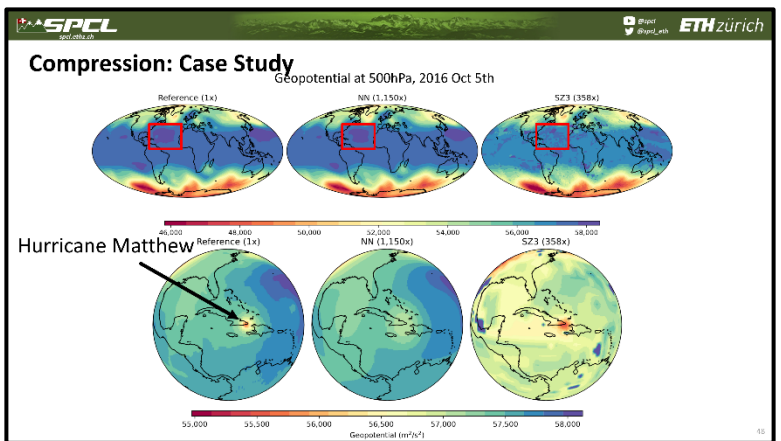 SPCL
spcl.ethz.ch
@spcl
@spcl_eth
ETH zürich
Compression: Case Study
Geopotential at 500hPa, 2016 Oct 5th
Reference (1x)
NN (1,150x)
SZ3 (358x)
46,000 48,000 50,000 52,000 54,000 56,000 58,000
Hurricane Matthew
Reference (1x)
NN (1,150x)
SZ3 (358x)
55,000 55,500 56,000 56,500 57,000 57,500 58,000
Geopotential (m²/s²)
48